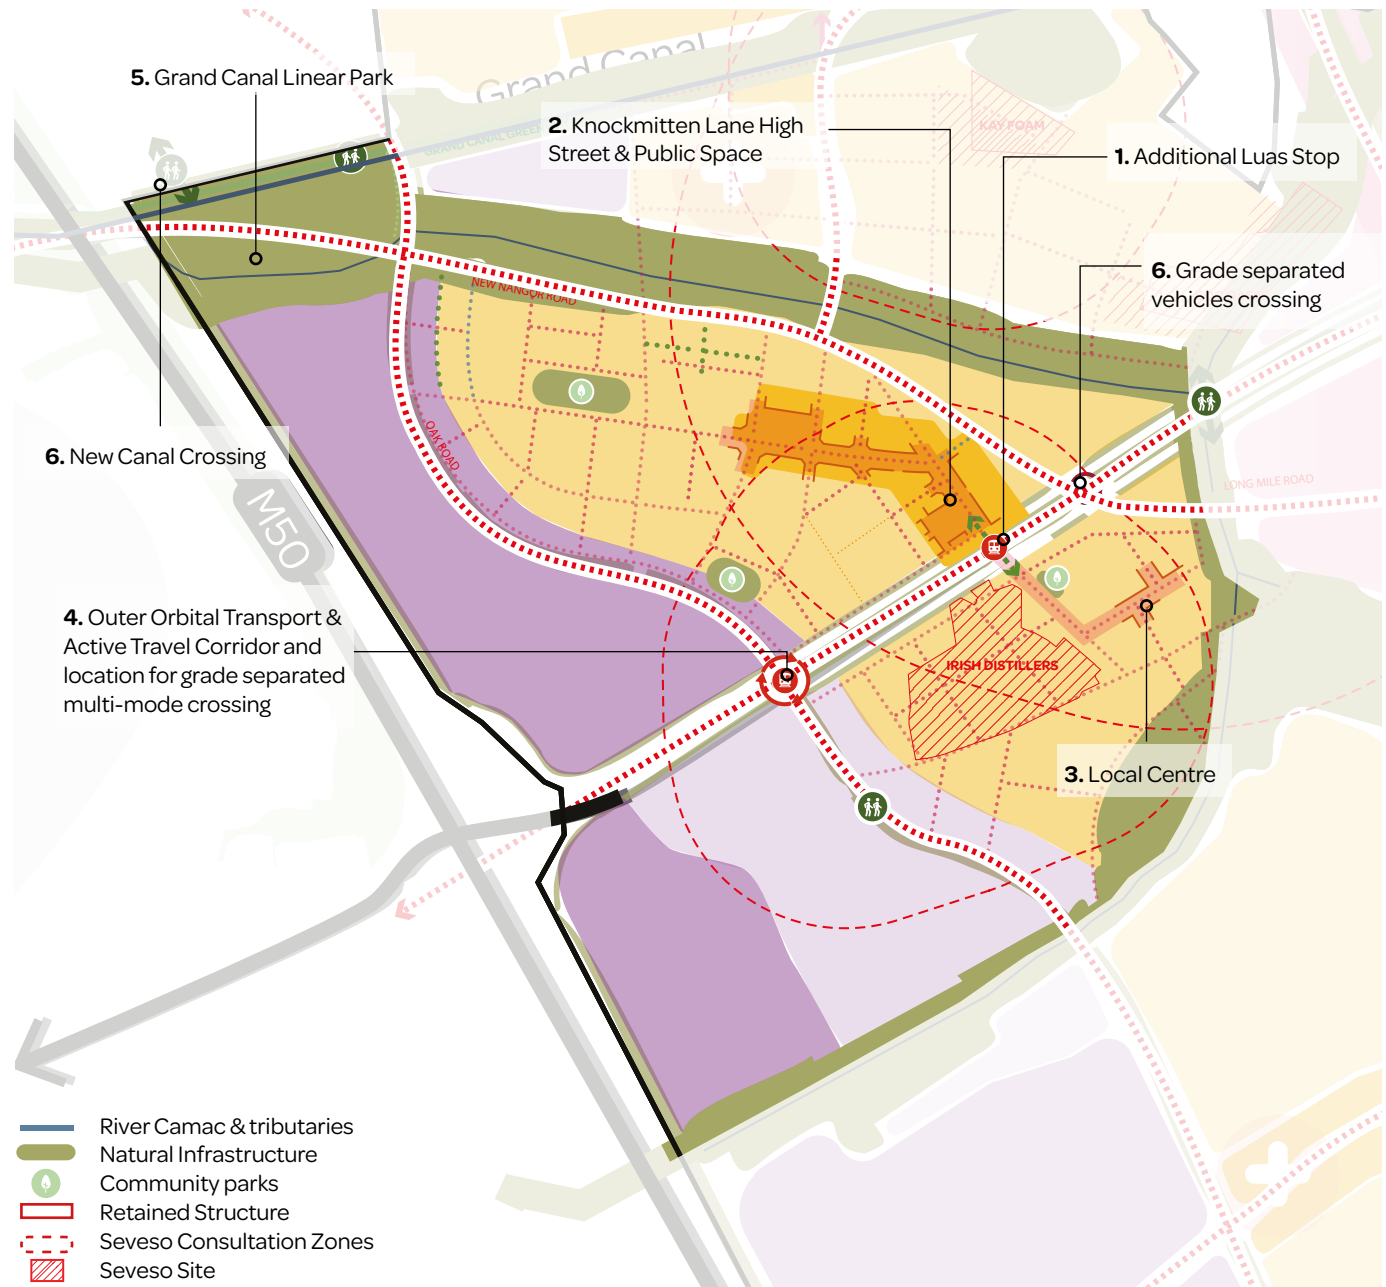 Grand Canal
5. Grand Canal Linear Park
2. Knockmitten Lane High
Street & Public Space
KAY FOAM
GRAND CANAL GREEN
1. Additional Luas Stop
6. Grade separated
vehicles crossing
NEW NANGOR ROAD
OAK ROAD
6. New Canal Crossing
LONG MILE ROAD
M50
4. Outer Orbital Transport &
Active Travel Corridor and
location for grade separated
multi-mode crossing
IRISH DISTILLERS
3. Local Centre
River Camac & tributaries
Natural Infrastructure
Community parks
Retained Structure
Seveso Consultation Zones
Seveso Site